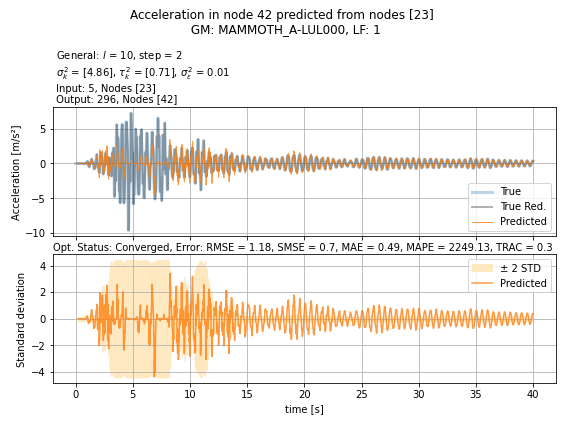 Acceleration in node 42 predicted from nodes [23]
GM: MAMMOTH_A-LUL000, LF: 1
General: l = 10, step = 2
σ²ₖ = [4.86], τ²ₖ = [0.71], σ²_ε = 0.01
Input: 5, Nodes [23]
Output: 296, Nodes [42]
Acceleration [m/s²]
5
0
−5
−10
True
True Red.
Predicted
Opt. Status: Converged, Error: RMSE = 1.18, SMSE = 0.7, MAE = 0.49, MAPE = 2249.13, TRAC = 0.3
Standard deviation
4
2
0
−2
−4
± 2 STD
Predicted
0 5 10 15 20 25 30 35 40
time [s]